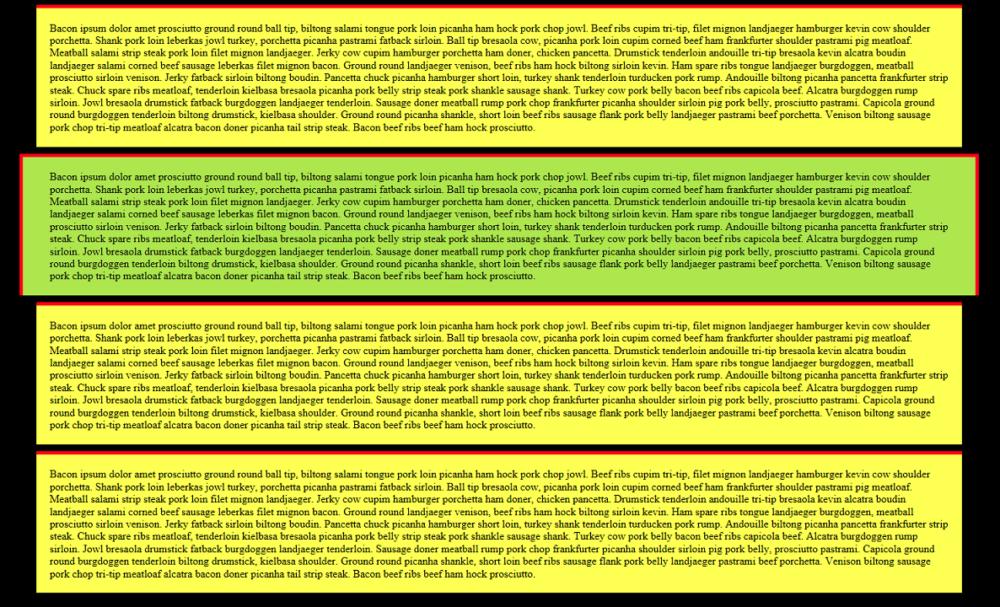 Bacon ipsum dolor amet prosciutto ground round ball tip, biltong salami tongue pork loin picanha ham hock pork chop jowl. Beef ribs cupim tri-tip, filet mignon landjaeger hamburger kevin cow shoulder
porchetta. Shank pork loin leberkas jowl turkey, porchetta picanha pastrami fatback sirloin. Ball tip bresaola cow, picanha pork loin cupim corned beef ham frankfurter shoulder pastrami pig meatloaf.
Meatball salami strip steak pork loin filet mignon landjaeger. Jerky cow cupim hamburger porchetta ham doner, chicken pancetta. Drumstick tenderloin andouille tri-tip bresaola kevin alcatra boudin
landjaeger salami corned beef sausage leberkas filet mignon bacon. Ground round landjaeger venison, beef ribs ham hock biltong sirloin kevin. Ham spare ribs tongue landjaeger burgdoggen, meatball
prosciutto sirloin venison. Jerky fatback sirloin biltong boudin. Pancetta chuck picanha hamburger short loin, turkey shank tenderloin turducken pork rump. Andouille biltong picanha pancetta frankfurter strip
steak. Chuck spare ribs meatloaf, tenderloin kielbasa bresaola picanha pork belly strip steak pork shankle sausage shank. Turkey cow pork belly bacon beef ribs capicola beef. Alcatra burgdoggen rump
sirloin. Jowl bresaola drumstick fatback burgdoggen landjaeger tenderloin. Sausage doner meatball rump pork chop frankfurter picanha shoulder sirloin pig pork belly, prosciutto pastrami. Capicola ground
round burgdoggen tenderloin biltong drumstick, kielbasa shoulder. Ground round picanha shankle, short loin beef ribs sausage flank pork belly landjaeger pastrami beef porchetta. Venison biltong sausage
pork chop tri-tip meatloaf alcatra bacon doner picanha tail strip steak. Bacon beef ribs beef ham hock prosciutto.
Bacon ipsum dolor amet prosciutto ground round ball tip, biltong salami tongue pork loin picanha ham hock pork chop jowl. Beef ribs cupim tri-tip, filet mignon landjaeger hamburger kevin cow shoulder
porchetta. Shank pork loin leberkas jowl turkey, porchetta picanha pastrami fatback sirloin. Ball tip bresaola cow, picanha pork loin cupim corned beef ham frankfurter shoulder pastrami pig meatloaf.
Meatball salami strip steak pork loin filet mignon landjaeger. Jerky cow cupim hamburger porchetta ham doner, chicken pancetta. Drumstick tenderloin andouille tri-tip bresaola kevin alcatra boudin
landjaeger salami corned beef sausage leberkas filet mignon bacon. Ground round landjaeger venison, beef ribs ham hock biltong sirloin kevin. Ham spare ribs tongue landjaeger burgdoggen, meatball
prosciutto sirloin venison. Jerky fatback sirloin biltong boudin. Pancetta chuck picanha hamburger short loin, turkey shank tenderloin turducken pork rump. Andouille biltong picanha pancetta frankfurter strip
steak. Chuck spare ribs meatloaf, tenderloin kielbasa bresaola picanha pork belly strip steak pork shankle sausage shank. Turkey cow pork belly bacon beef ribs capicola beef. Alcatra burgdoggen rump
sirloin. Jowl bresaola drumstick fatback burgdoggen landjaeger tenderloin. Sausage doner meatball rump pork chop frankfurter picanha shoulder sirloin pig pork belly, prosciutto pastrami. Capicola ground
round burgdoggen tenderloin biltong drumstick, kielbasa shoulder. Ground round picanha shankle, short loin beef ribs sausage flank pork belly landjaeger pastrami beef porchetta. Venison biltong sausage
pork chop tri-tip meatloaf alcatra bacon doner picanha tail strip steak. Bacon beef ribs beef ham hock prosciutto.
Bacon ipsum dolor amet prosciutto ground round ball tip, biltong salami tongue pork loin picanha ham hock pork chop jowl. Beef ribs cupim tri-tip, filet mignon landjaeger hamburger kevin cow shoulder
porchetta. Shank pork loin leberkas jowl turkey, porchetta picanha pastrami fatback sirloin. Ball tip bresaola cow, picanha pork loin cupim corned beef ham frankfurter shoulder pastrami pig meatloaf.
Meatball salami strip steak pork loin filet mignon landjaeger. Jerky cow cupim hamburger porchetta ham doner, chicken pancetta. Drumstick tenderloin andouille tri-tip bresaola kevin alcatra boudin
landjaeger salami corned beef sausage leberkas filet mignon bacon. Ground round landjaeger venison, beef ribs ham hock biltong sirloin kevin. Ham spare ribs tongue landjaeger burgdoggen, meatball
prosciutto sirloin venison. Jerky fatback sirloin biltong boudin. Pancetta chuck picanha hamburger short loin, turkey shank tenderloin turducken pork rump. Andouille biltong picanha pancetta frankfurter strip
steak. Chuck spare ribs meatloaf, tenderloin kielbasa bresaola picanha pork belly strip steak pork shankle sausage shank. Turkey cow pork belly bacon beef ribs capicola beef. Alcatra burgdoggen rump
sirloin. Jowl bresaola drumstick fatback burgdoggen landjaeger tenderloin. Sausage doner meatball rump pork chop frankfurter picanha shoulder sirloin pig pork belly, prosciutto pastrami. Capicola ground
round burgdoggen tenderloin biltong drumstick, kielbasa shoulder. Ground round picanha shankle, short loin beef ribs sausage flank pork belly landjaeger pastrami beef porchetta. Venison biltong sausage
pork chop tri-tip meatloaf alcatra bacon doner picanha tail strip steak. Bacon beef ribs beef ham hock prosciutto.
Bacon ipsum dolor amet prosciutto ground round ball tip, biltong salami tongue pork loin picanha ham hock pork chop jowl. Beef ribs cupim tri-tip, filet mignon landjaeger hamburger kevin cow shoulder
porchetta. Shank pork loin leberkas jowl turkey, porchetta picanha pastrami fatback sirloin. Ball tip bresaola cow, picanha pork loin cupim corned beef ham frankfurter shoulder pastrami pig meatloaf.
Meatball salami strip steak pork loin filet mignon landjaeger. Jerky cow cupim hamburger porchetta ham doner, chicken pancetta. Drumstick tenderloin andouille tri-tip bresaola kevin alcatra boudin
landjaeger salami corned beef sausage leberkas filet mignon bacon. Ground round landjaeger venison, beef ribs ham hock biltong sirloin kevin. Ham spare ribs tongue landjaeger burgdoggen, meatball
prosciutto sirloin venison. Jerky fatback sirloin biltong boudin. Pancetta chuck picanha hamburger short loin, turkey shank tenderloin turducken pork rump. Andouille biltong picanha pancetta frankfurter strip
steak. Chuck spare ribs meatloaf, tenderloin kielbasa bresaola picanha pork belly strip steak pork shankle sausage shank. Turkey cow pork belly bacon beef ribs capicola beef. Alcatra burgdoggen rump
sirloin. Jowl bresaola drumstick fatback burgdoggen landjaeger tenderloin. Sausage doner meatball rump pork chop frankfurter picanha shoulder sirloin pig pork belly, prosciutto pastrami. Capicola ground
round burgdoggen tenderloin biltong drumstick, kielbasa shoulder. Ground round picanha shankle, short loin beef ribs sausage flank pork belly landjaeger pastrami beef porchetta. Venison biltong sausage
pork chop tri-tip meatloaf alcatra bacon doner picanha tail strip steak. Bacon beef ribs beef ham hock prosciutto.